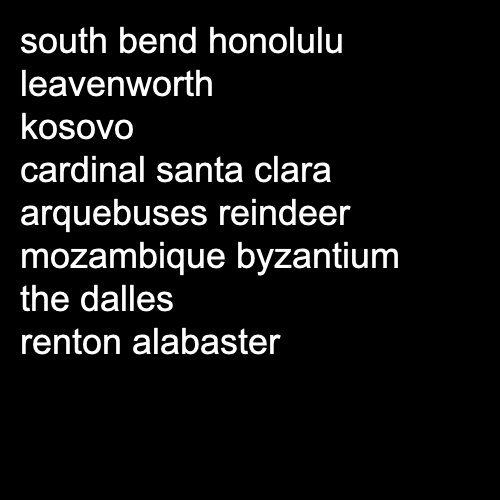 south bend honolulu
leavenworth
kosovo
cardinal santa clara
arquebuses reindeer
mozambique byzantium
the dalles
renton alabaster